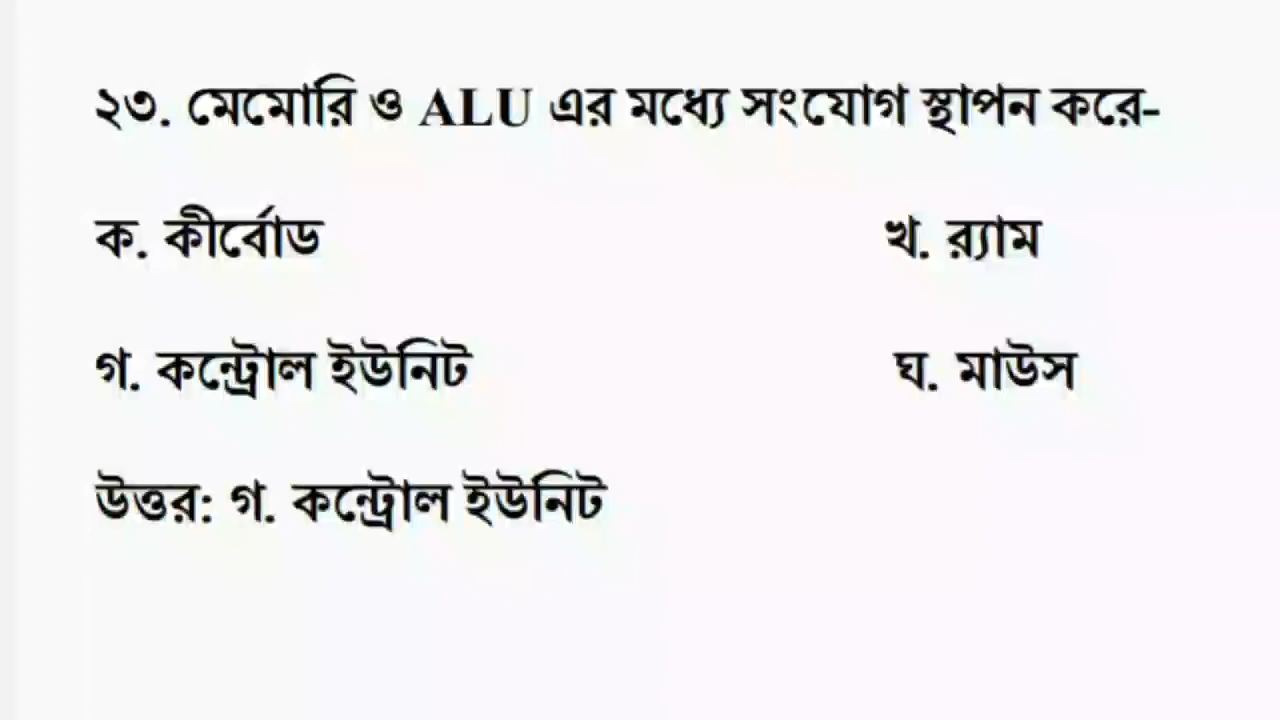 ২৩. মেমোরি ও ALU এর মধ্যে সংযোগ স্থাপন করে-
ক. কীর্বোড খ. র‍্যাম
গ. কন্ট্রোল ইউনিট ঘ. মাউস
উত্তর: গ. কন্ট্রোল ইউনিট